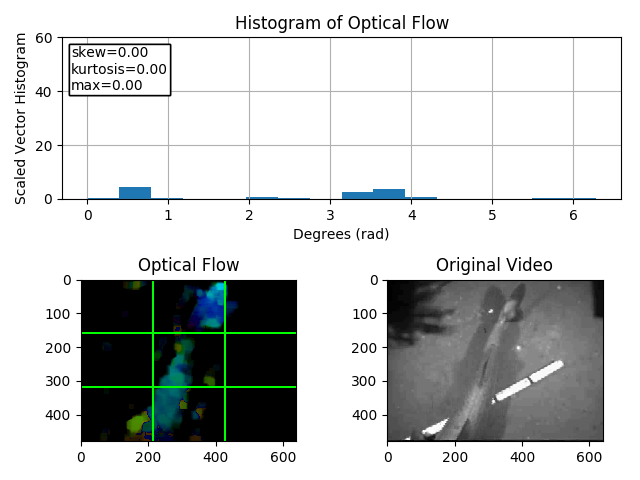 Histogram of Optical Flow
Scaled Vector Histogram
60
40
20
0
skew=0.00
kurtosis=0.00
max=0.00
0 1 2 3 4 5 6
Degrees (rad)
Optical Flow
0
100
200
300
400
0 200 400 600
Original Video
0
100
200
300
400
0 200 400 600